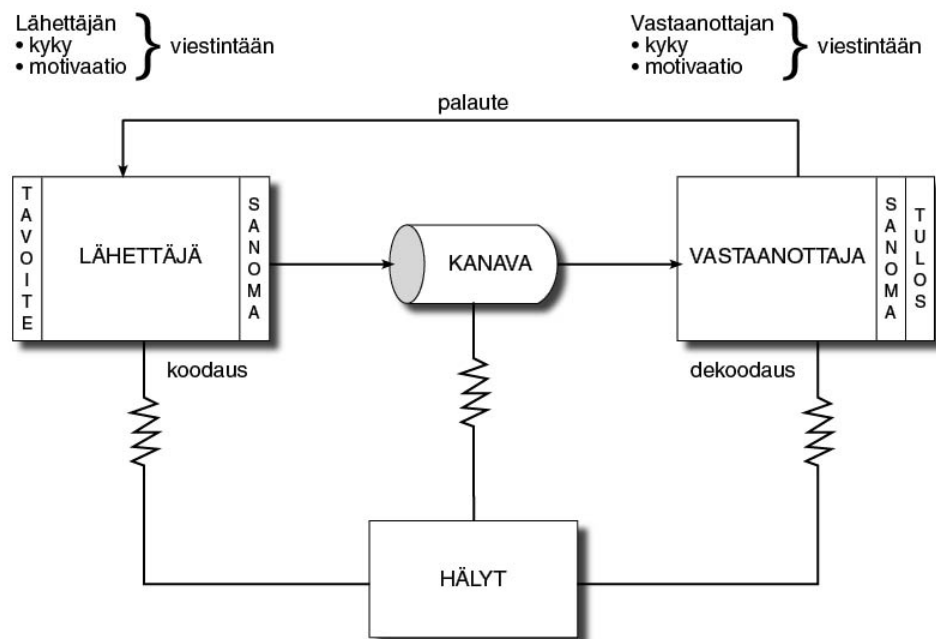 Lähettäjän
• kyky
• motivaatio
viestintään
Vastaanottajan
• kyky
• motivaatio
viestintään
palaute
TAVOITE
LÄHETTÄJÄ
SANOMA
KANAVA
VASTAANOTTAJA
SANOMA
TULOS
koodaus
dekoodaus
HÄLYT